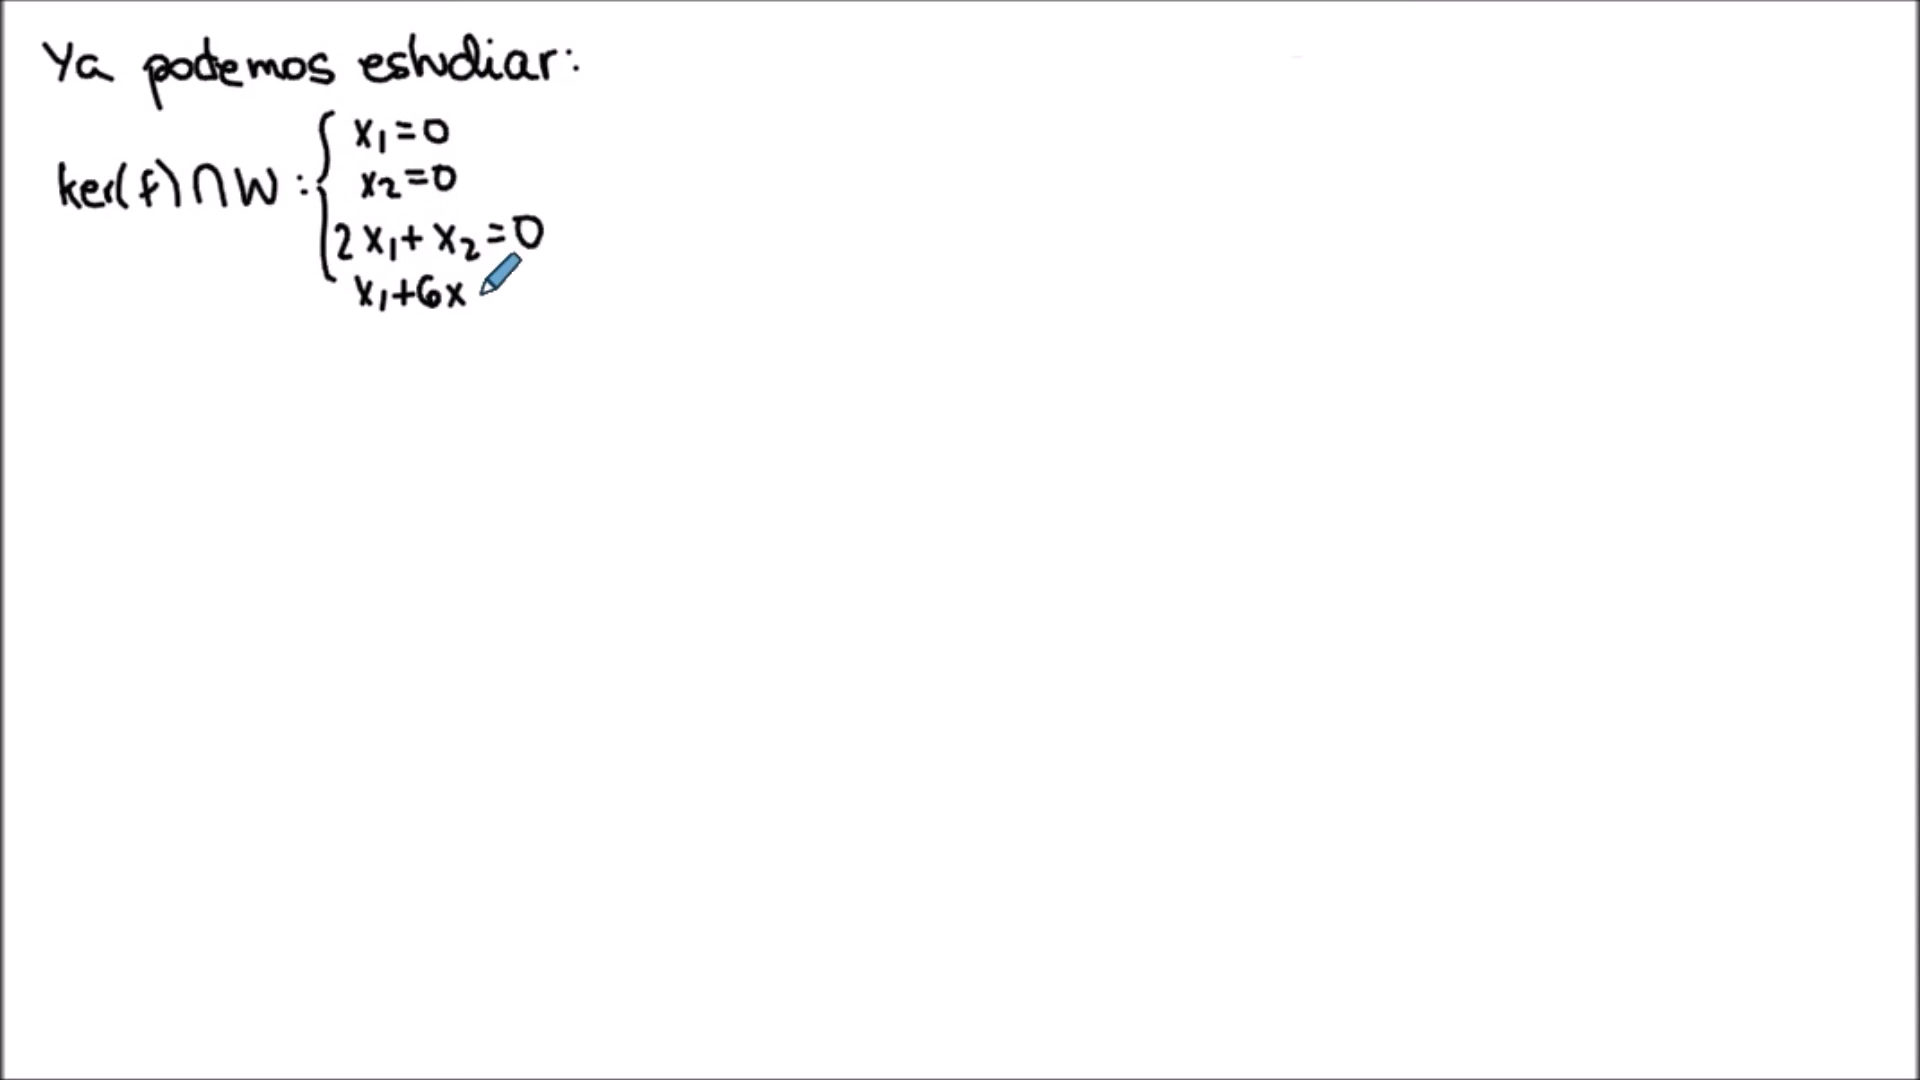 Ya podemos estudiar:
x₁=0
x₂=0
ker(f)∩W:{
2x₁+x₂=0
x₁+6x